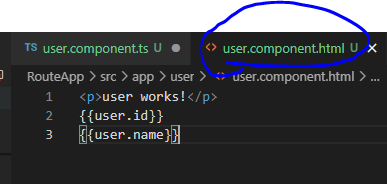 TS user.component.ts U ●
<> user.component.html U ×
RouteApp > src > app > user > <> user.component.html > ...
1 <p>user works!</p>
2 {{user.id}}
3 {{user.name}}